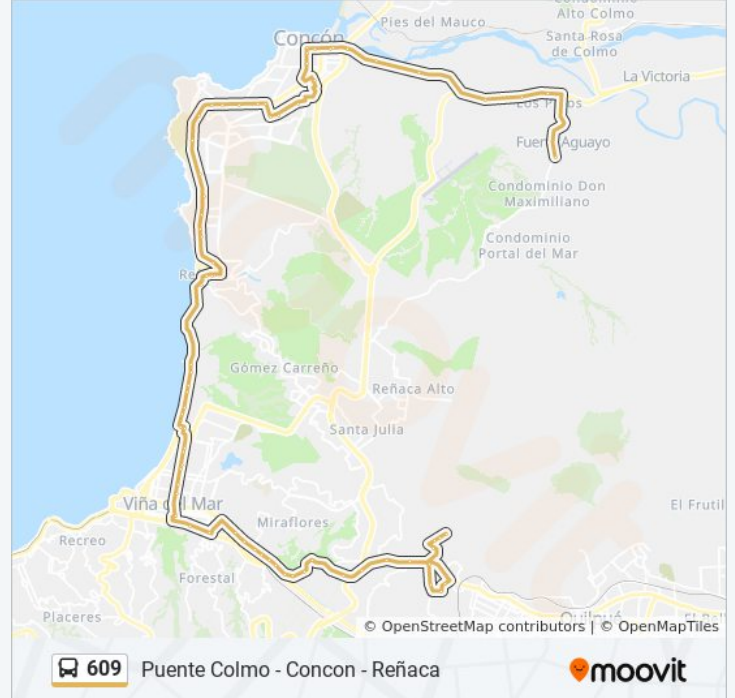 Condominio
Alto Colmo
Pies del Mauco
Concón
Santa Rosa
de Colmo
La Victoria
Los Pinos
Fuente Aguayo
Condominio Don
Maximiliano
Condominio
Portal del Mar
Gómez Carreño
Reñaca Alto
Santa Julia
Viña del Mar
Miraflores
Recreo
Forestal
Placeres
El Frutil
Quilpué
© OpenStreetMap contributors | © OpenMapTiles
609 Puente Colmo - Concon - Reñaca
moovit